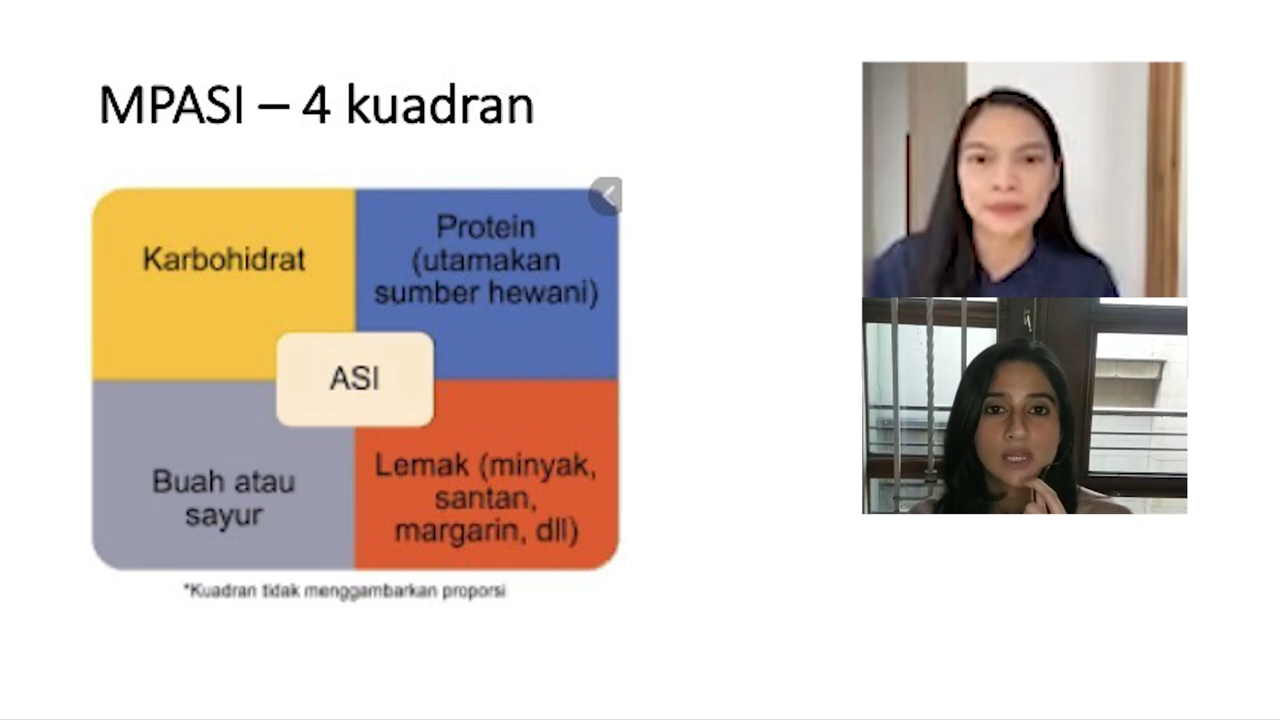 MPASI – 4 kuadran
Karbohidrat
Protein
(utamakan
sumber hewani)
ASI
Buah atau
sayur
Lemak (minyak,
santan,
margarin, dll)
*Kuadran tidak menggambarkan proporsi